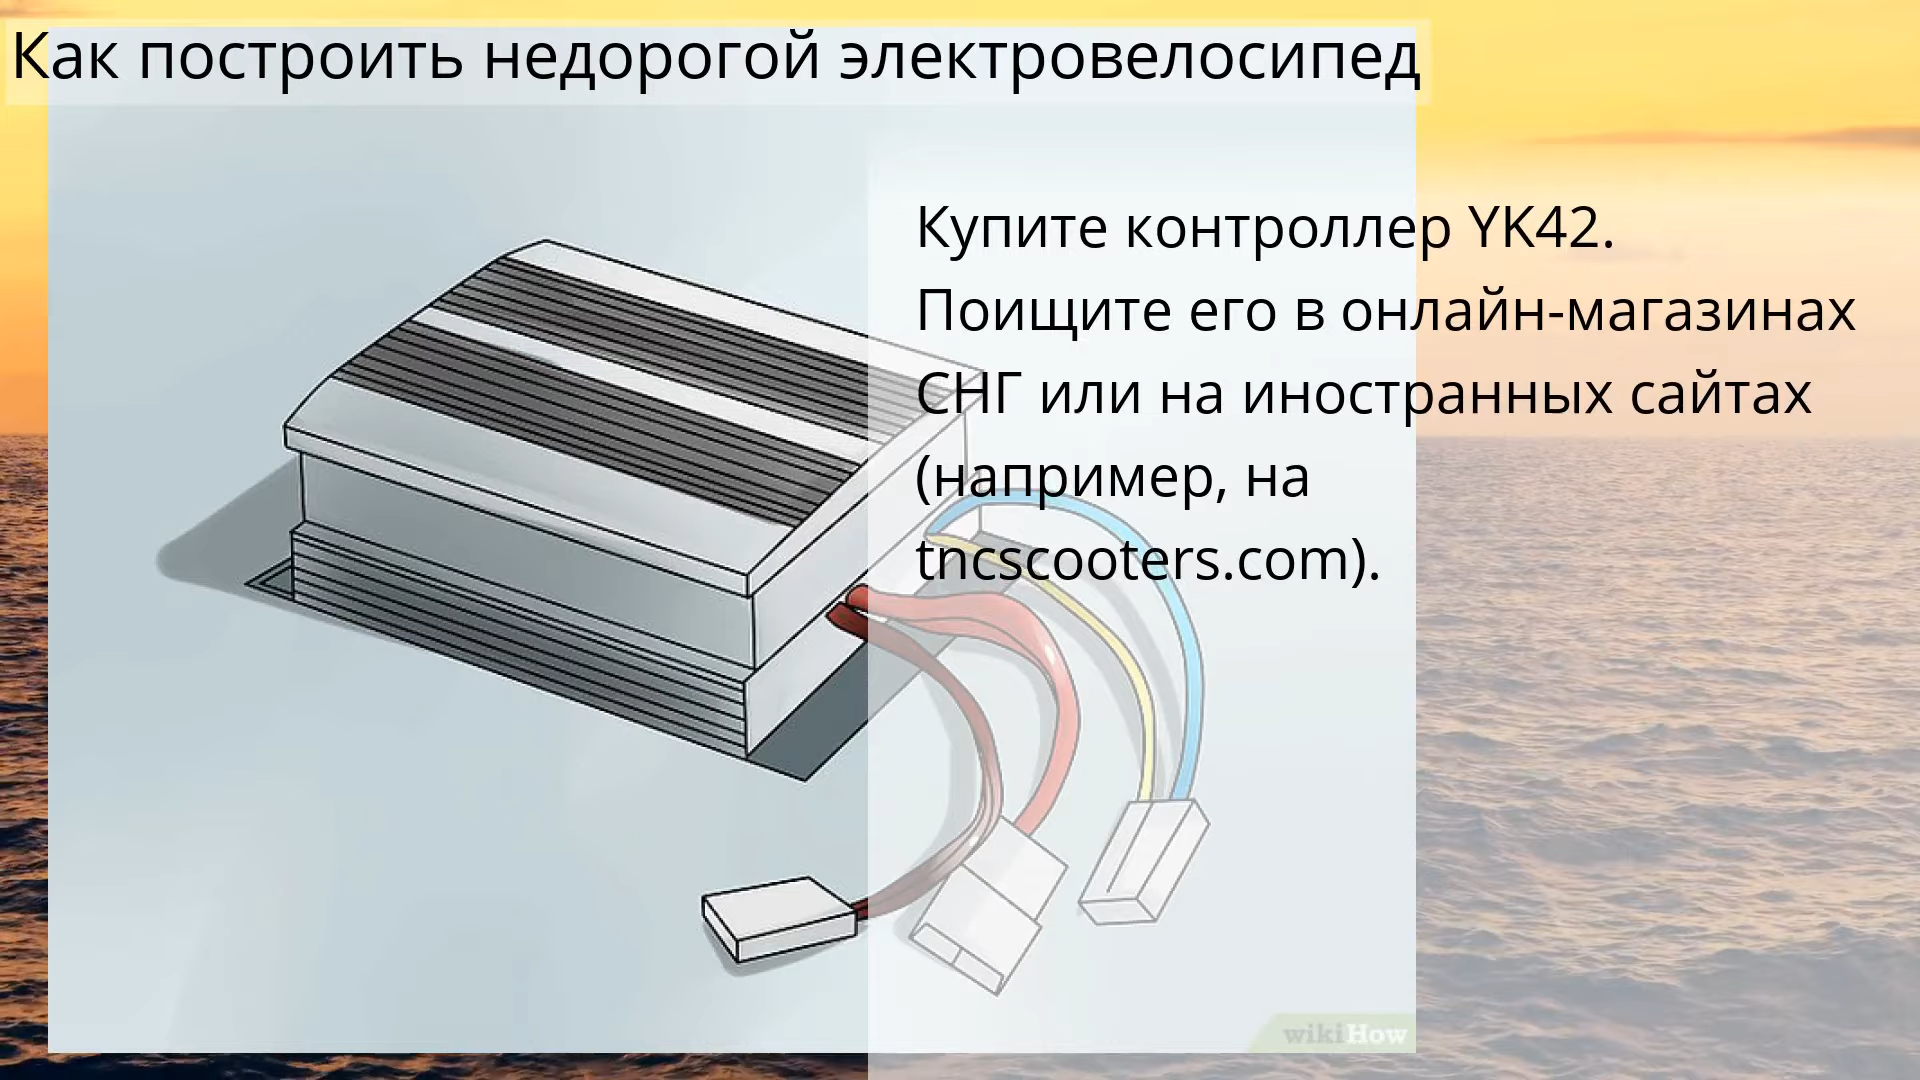 Как построить недорогой электровелосипед
Купите контроллер YK42.
Поищите его в онлайн-магазинах
СНГ или на иностранных сайтах
(например, на
tncscooters.com).
wikiHow